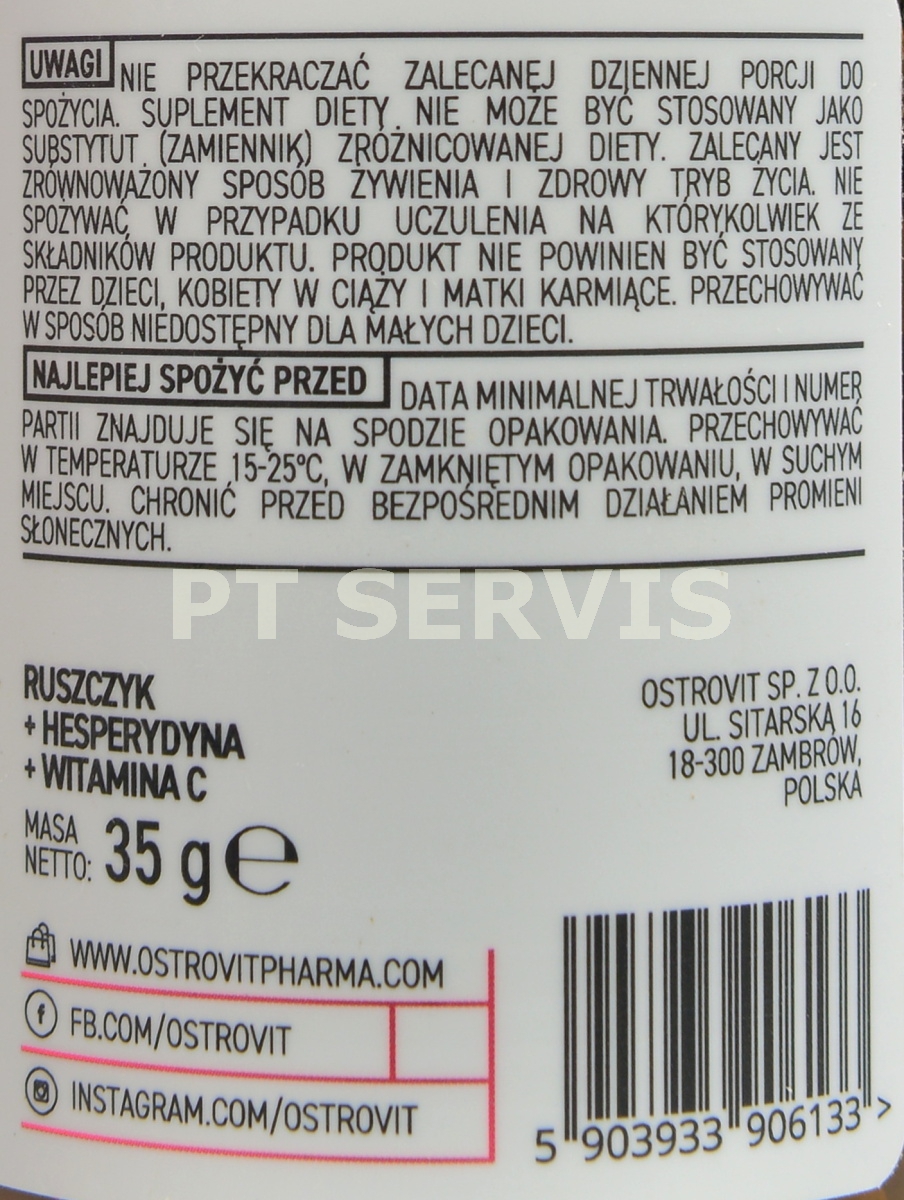 UWAGI NIE PRZEKRACZAĆ ZALECANEJ DZIENNEJ PORCJI DO
SPOŻYCIA. SUPLEMENT DIETY NIE MOŻE BYĆ STOSOWANY JAKO
SUBSTYTUT (ZAMIENNIK) ZRÓŻNICOWANEJ DIETY. ZALECANY JEST
ZRÓWNOWAŻONY SPOSÓB ŻYWIENIA I ZDROWY TRYB ŻYCIA. NIE
SPOŻYWAĆ W PRZYPADKU UCZULENIA NA KTÓRYKOLWIEK ZE
SKŁADNIKÓW PRODUKTU. PRODUKT NIE POWINIEN BYĆ STOSOWANY
PRZEZ DZIECI, KOBIETY W CIĄŻY I MATKI KARMIĄCE. PRZECHOWYWAĆ
W SPOSÓB NIEDOSTĘPNY DLA MAŁYCH DZIECI.
NAJLEPIEJ SPOŻYĆ PRZED DATA MINIMALNEJ TRWAŁOŚCI I NUMER
PARTII ZNAJDUJE SIĘ NA SPODZIE OPAKOWANIA. PRZECHOWYWAĆ
W TEMPERATURZE 15-25°C, W ZAMKNIĘTYM OPAKOWANIU, W SUCHYM
MIEJSCU. CHRONIĆ PRZED BEZPOŚREDNIM DZIAŁANIEM PROMIENI
SŁONECZNYCH.
PT SERVIS
RUSZCZYK
+ HESPERYDYNA
+ WITAMINA C
MASA
NETTO: 35 g ℮
OSTROVIT SP. Z O.O.
UL. SITARSKA 16
18-300 ZAMBRÓW,
POLSKA
WWW.OSTROVITPHARMA.COM
FB.COM/OSTROVIT
INSTAGRAM.COM/OSTROVIT
5 903933 906133 >